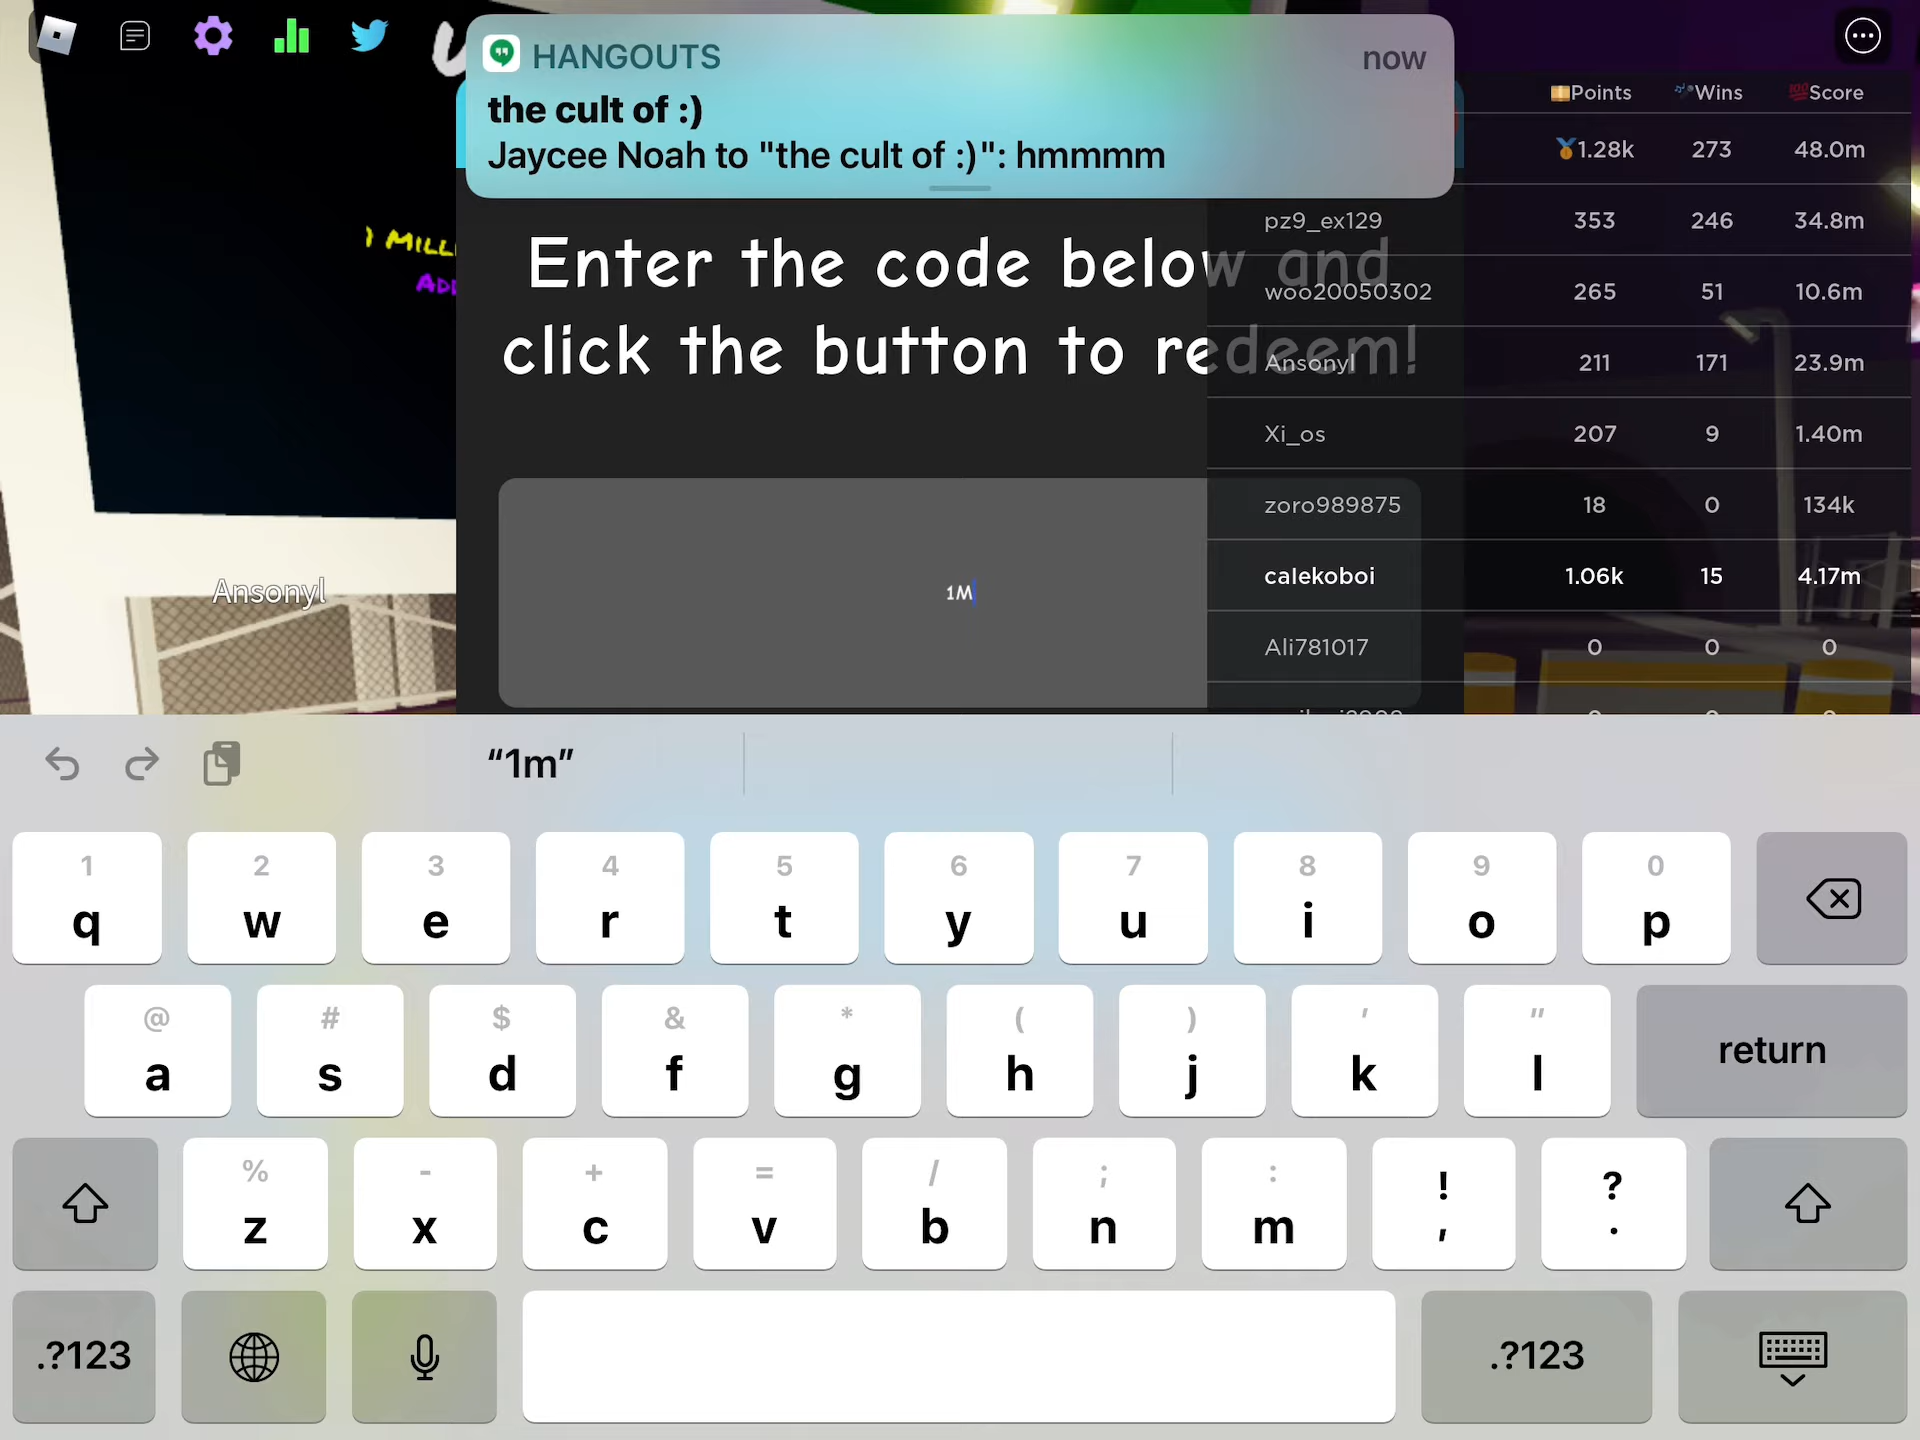 HANGOUTS now
the cult of :)
Jaycee Noah to "the cult of :)": hmmmm
Points Wins Score
1.28k 273 48.0m
pz9_ex129 353 246 34.8m
woo20050302 265 51 10.6m
Ansonyl 211 171 23.9m
Xi_os 207 9 1.40m
zoro989875 18 0 134k
calekoboi 1.06k 15 4.17m
Ali781017 0 0 0
Enter the code below and
click the button to redeem!
1M
Ansonyl
“1m”
1 2 3 4 5 6 7 8 9 0
q w e r t y u i o p
@ # $ & * ( ) ' "
a s d f g h j k l return
% - + = / ; : ! ?
z x c v b n m , .
.?123 .?123